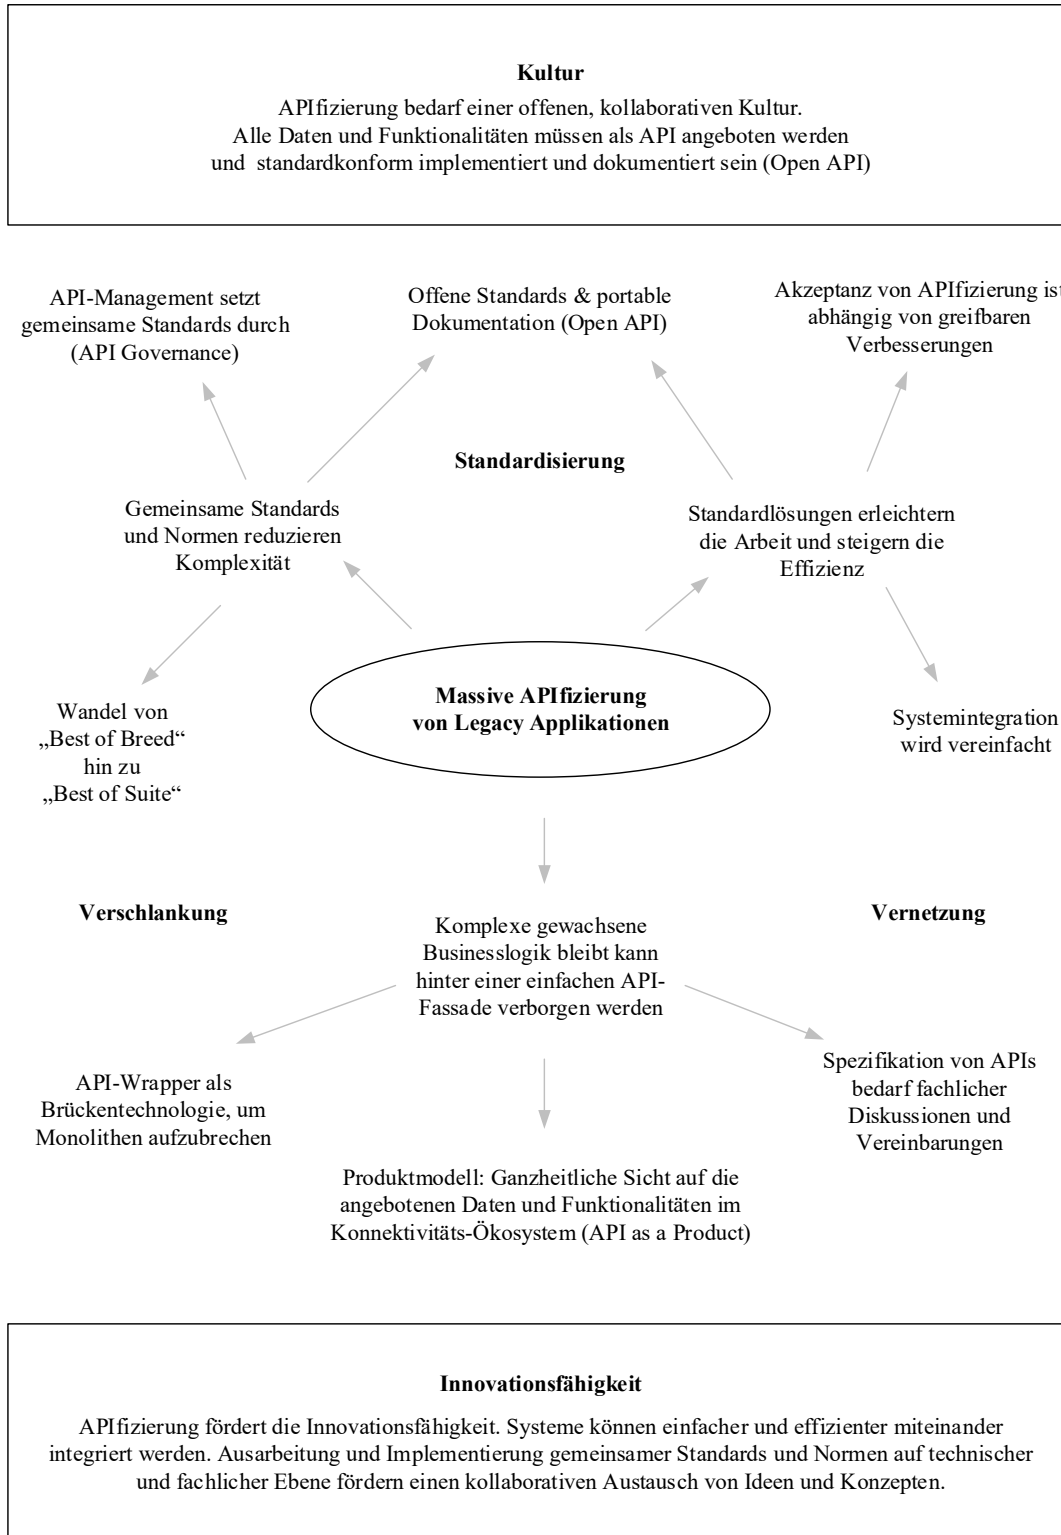 Kultur
APIfizierung bedarf einer offenen, kollaborativen Kultur.
Alle Daten und Funktionalitäten müssen als API angeboten werden
und  standardkonform implementiert und dokumentiert sein (Open API)
API-Management setzt
gemeinsame Standards durch
(API Governance)
Offene Standards & portable
Dokumentation (Open API)
Akzeptanz von APIfizierung ist
abhängig von greifbaren
Verbesserungen
Standardisierung
Gemeinsame Standards
und Normen reduzieren
Komplexität
Standardlösungen erleichtern
die Arbeit und steigern die
Effizienz
Massive APIfizierung
von Legacy Applikationen
Wandel von
„Best of Breed“
hin zu
„Best of Suite“
Systemintegration
wird vereinfacht
Verschlankung
Komplexe gewachsene
Businesslogik bleibt kann
hinter einer einfachen API-
Fassade verborgen werden
Vernetzung
API-Wrapper als
Brückentechnologie, um
Monolithen aufzubrechen
Spezifikation von APIs
bedarf fachlicher
Diskussionen und
Vereinbarungen
Produktmodell: Ganzheitliche Sicht auf die
angebotenen Daten und Funktionalitäten im
Konnektivitäts-Ökosystem (API as a Product)
Innovationsfähigkeit
APIfizierung fördert die Innovationsfähigkeit. Systeme können einfacher und effizienter miteinander
integriert werden. Ausarbeitung und Implementierung gemeinsamer Standards und Normen auf technischer
und fachlicher Ebene fördern einen kollaborativen Austausch von Ideen und Konzepten.